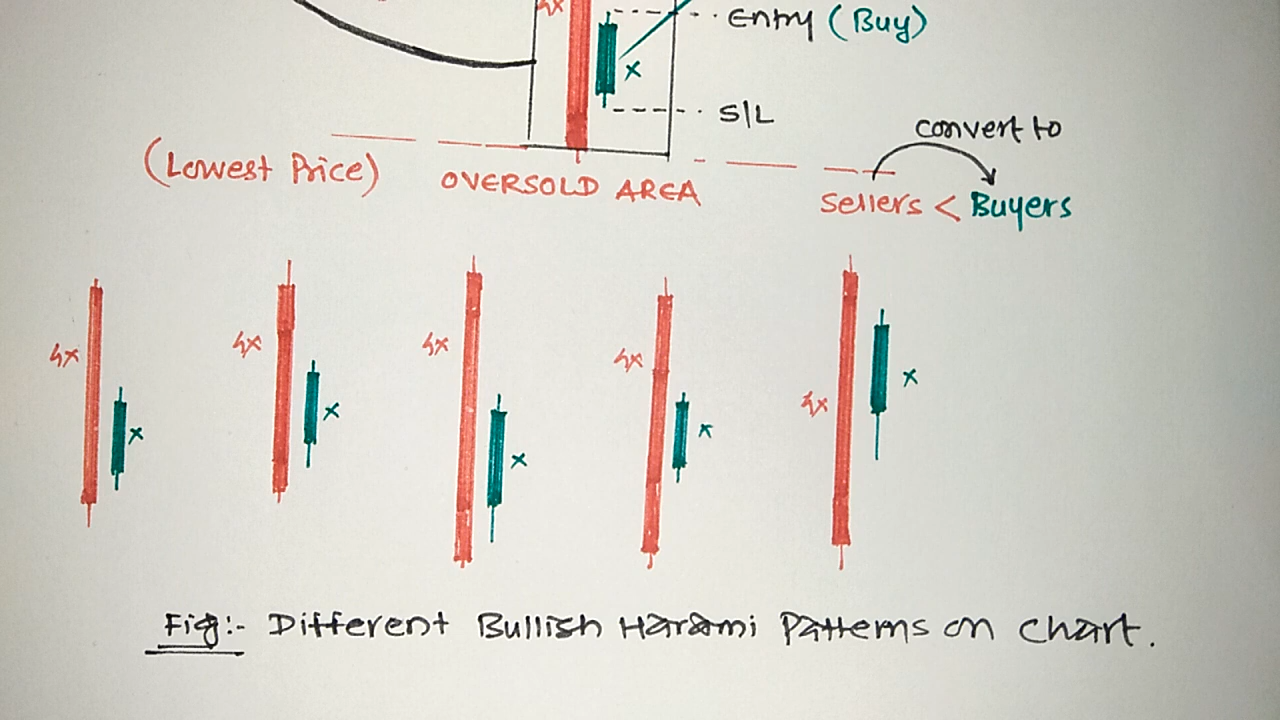 4x
Entry (Buy)
x
S/L
convert to
(Lowest Price)
OVERSOLD AREA
Sellers < Buyers
4x
x
4x
x
4x
x
4x
x
4x
x
Fig:- Different Bullish Harami Patterns on Chart.